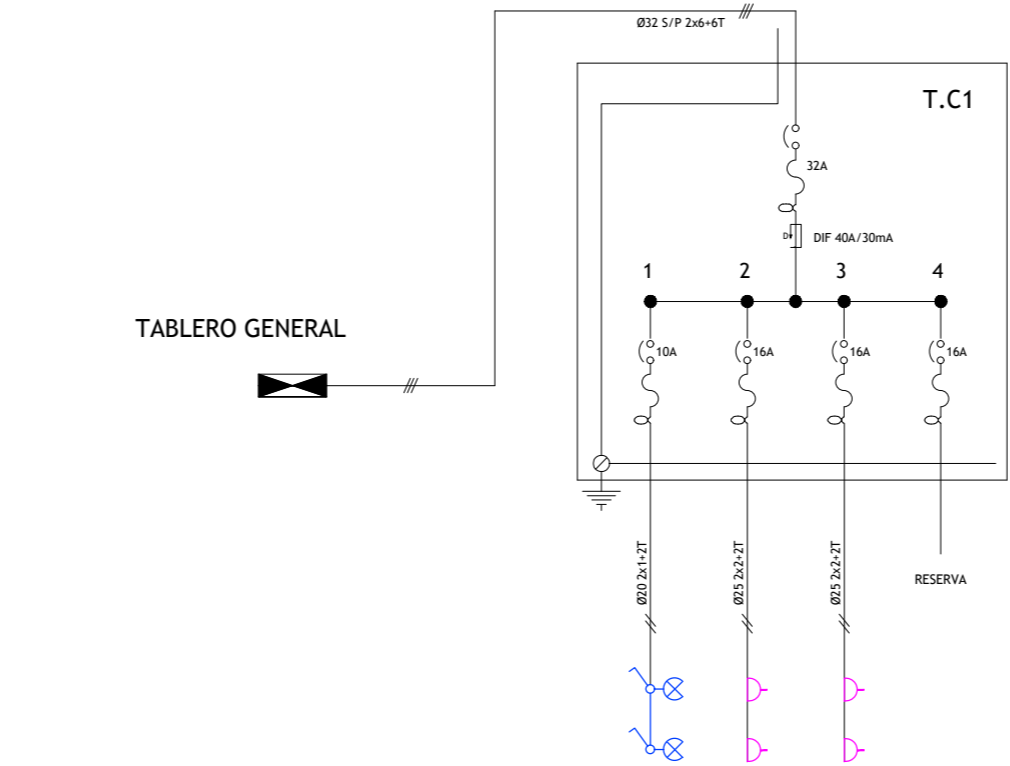 Ø32 S/P 2x6+6T
T.C1
32A
D
DIF 40A/30mA
1
2
3
4
TABLERO GENERAL
10A
16A
16A
16A
Ø20 2x1+2T
Ø25 2x2+2T
Ø25 2x2+2T
RESERVA